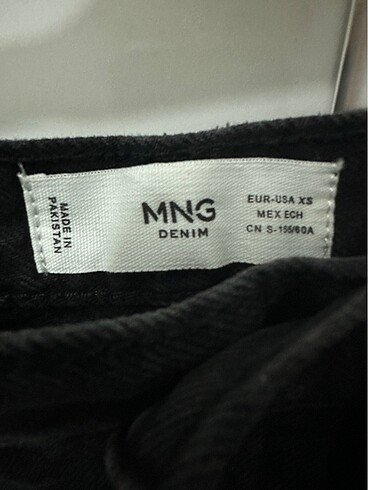 MADE IN
PAKISTAN
MNG
DENIM
EUR-USA XS
MEX ECH
CN S-155/60A